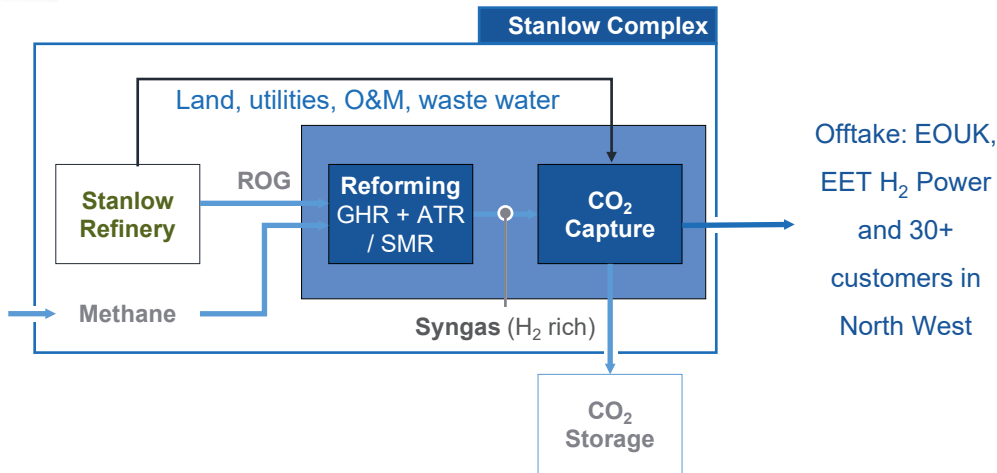 Stanlow Complex
Land, utilities, O&M, waste water
Stanlow
Refinery
ROG
Reforming
GHR + ATR
/ SMR
CO₂
Capture
Offtake: EOUK,
EET H₂ Power
and 30+
customers in
North West
Methane
Syngas (H₂ rich)
CO₂
Storage